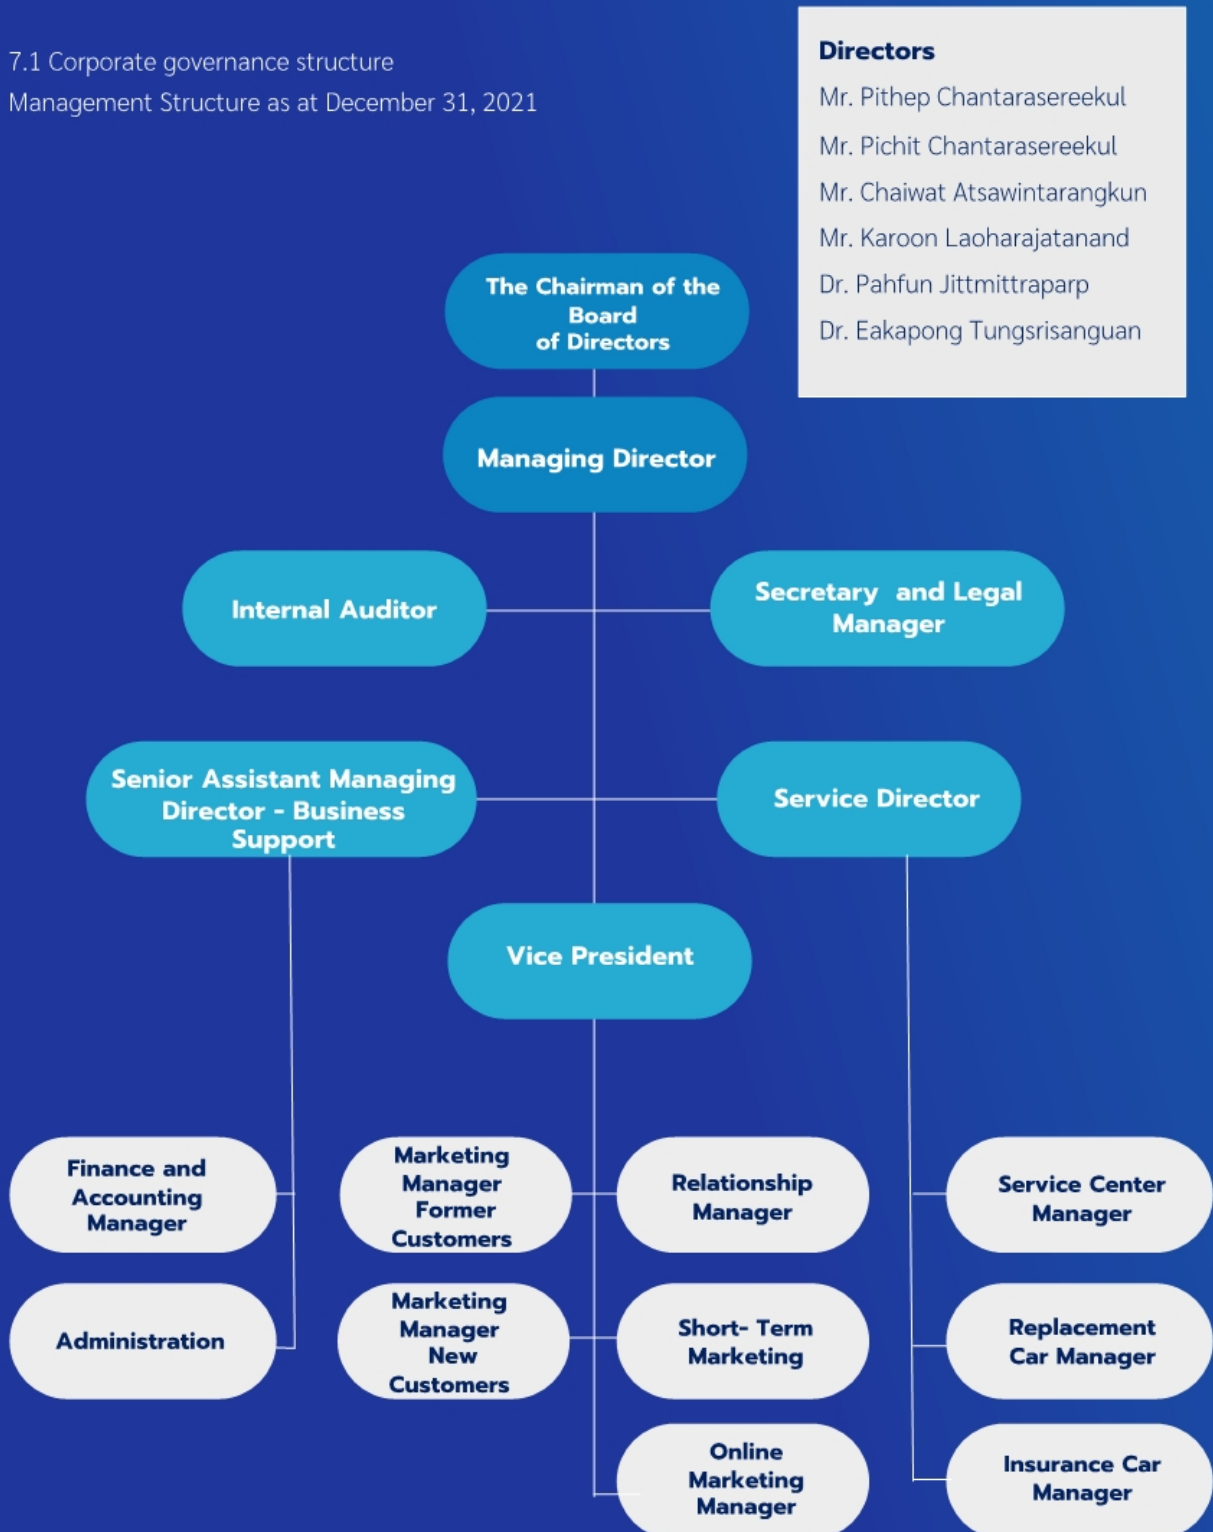 7.1 Corporate governance structure
Management Structure as at December 31, 2021
Directors
Mr. Pithep Chantarasereekul
Mr. Pichit Chantarasereekul
Mr. Chaiwat Atsawintarangkun
Mr. Karoon Laoharajatanand
Dr. Pahfun Jittmittraparp
Dr. Eakapong Tungsrisanguan
The Chairman of the
Board
of Directors
Managing Director
Internal Auditor
Secretary and Legal
Manager
Senior Assistant Managing
Director - Business
Support
Service Director
Vice President
Finance and
Accounting
Manager
Marketing
Manager
Former
Customers
Relationship
Manager
Service Center
Manager
Administration
Marketing
Manager
New
Customers
Short- Term
Marketing
Replacement
Car Manager
Online
Marketing
Manager
Insurance Car
Manager